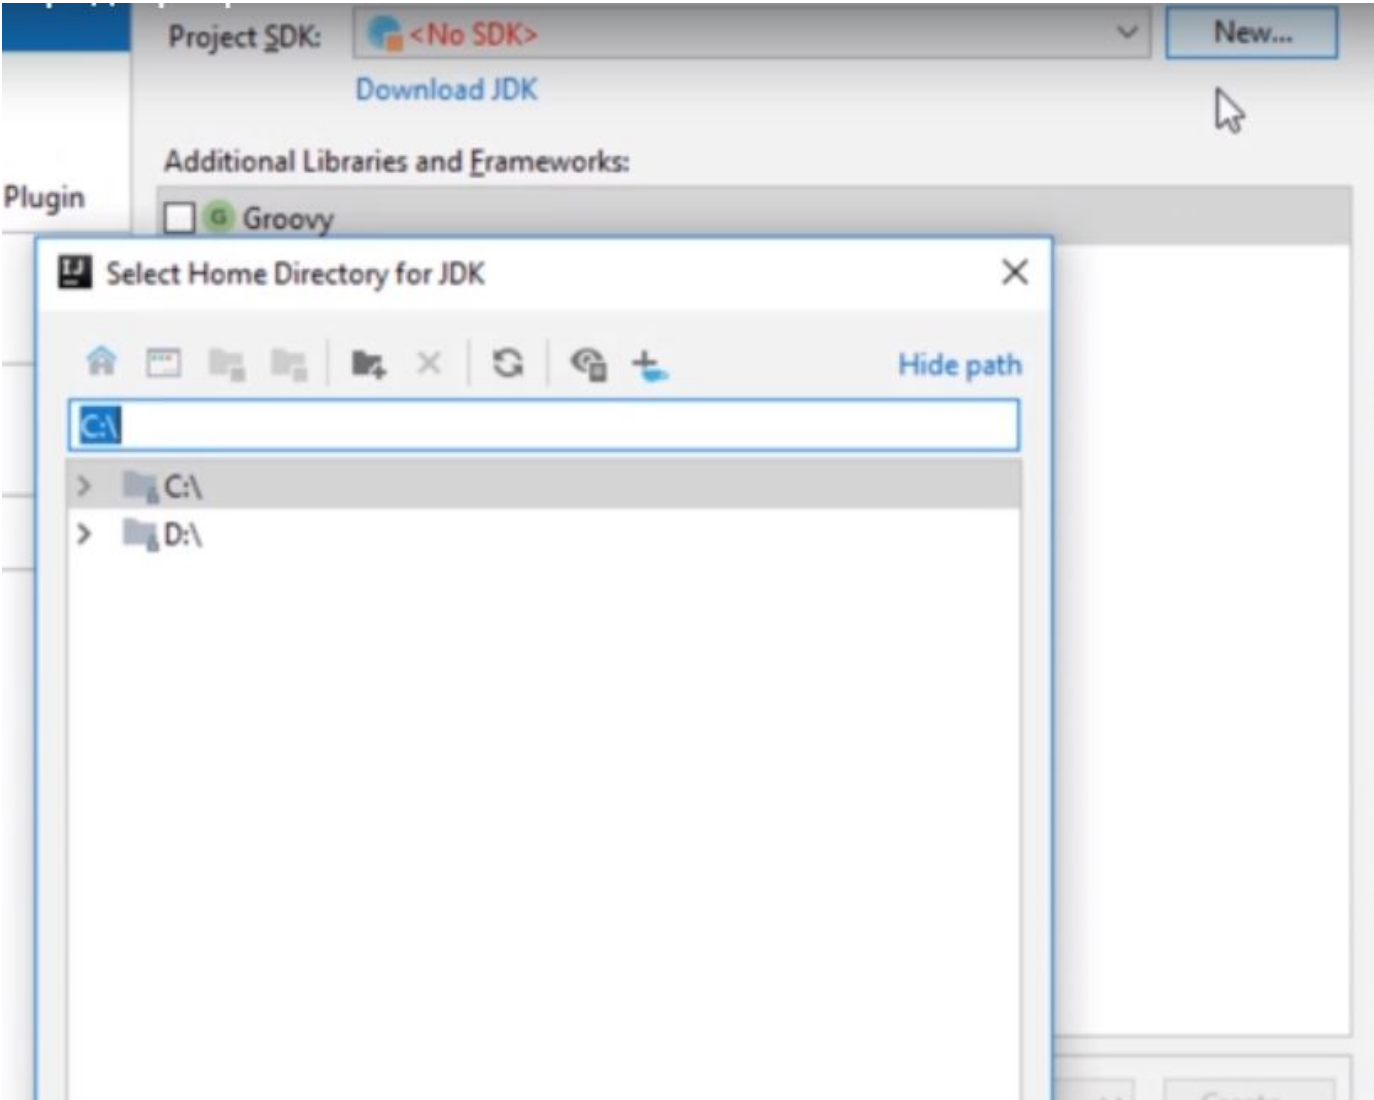 Project SDK:
<No SDK>
New...
Download JDK
Additional Libraries and Frameworks:
Plugin
G Groovy
IJ Select Home Directory for JDK
Hide path
C:\
C:\
D:\